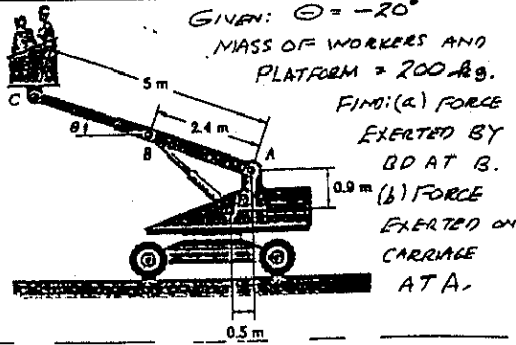 GIVEN: Θ = -20°
MASS OF WORKERS AND
PLATFORM = 200 kg.
FIND: (a) FORCE
EXERTED BY
BD AT B.
(b) FORCE
EXERTED ON
CARRIAGE
AT A.
5 m
C
2.4 m
θ
B
A
0.9 m
0.5 m